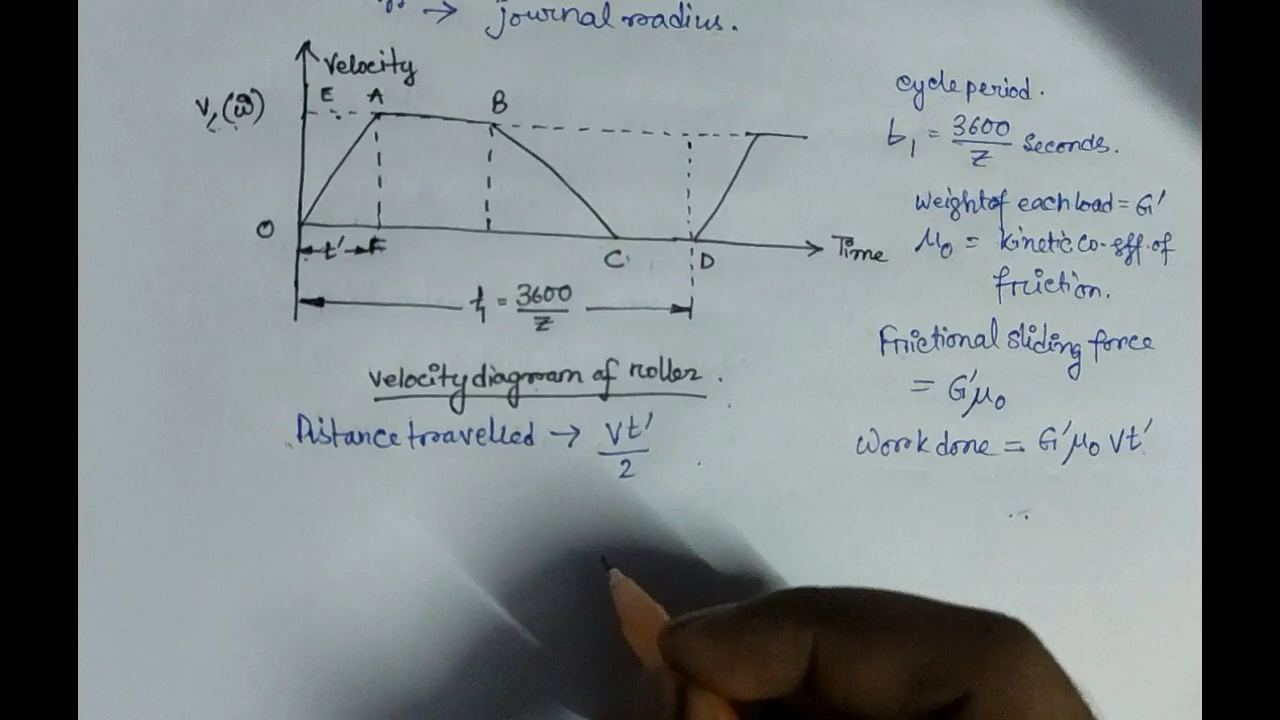 → journal radius.
Velocity
E A B
V, (ω)
O
t' F C D Time
t₁ = 3600/z
Velocity diagram of roller.
Distance travelled → Vt'/2
Cycle period.
t₁ = 3600/z seconds.
Weight of each load = G'
μ₀ = kinetic co-eff. of
friction.
Frictional sliding force
= G'μ₀
Work done = G'μ₀ Vt'